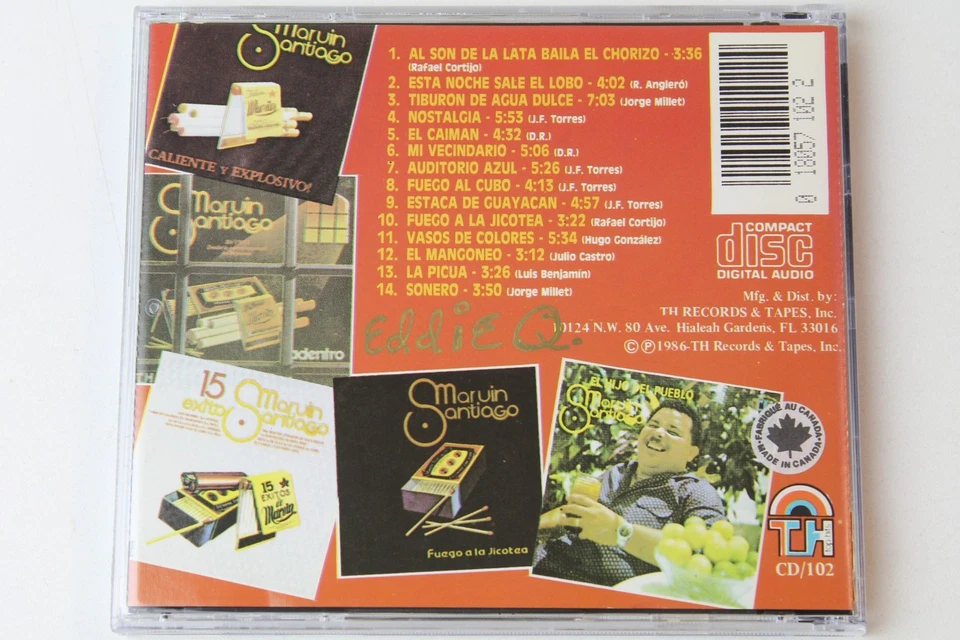 Marvin
Santiago
CALIENTE Y EXPLOSIVO!
1. AL SON DE LA LATA BAILA EL CHORIZO - 3:36
(Rafael Cortijo)
2. ESTA NOCHE SALE EL LOBO - 4:02 (R. Angleró)
3. TIBURON DE AGUA DULCE - 7:03 (Jorge Millet)
4. NOSTALGIA - 5:53 (J.F. Torres)
5. EL CAIMAN - 4:32 (D.R.)
6. MI VECINDARIO - 5:06 (D.R.)
7. AUDITORIO AZUL - 5:26 (J.F. Torres)
8. FUEGO AL CUBO - 4:13 (J.F. Torres)
9. ESTACA DE GUAYACAN - 4:57 (J.F. Torres)
10. FUEGO A LA JICOTEA - 3:22 (Rafael Cortijo)
11. VASOS DE COLORES - 5:34 (Hugo González)
12. EL MANGONEO - 3:12 (Julio Castro)
13. LA PICUA - 3:26 (Luis Benjamín)
14. SONERO - 3:50 (Jorge Millet)
0 18057 102 2
COMPACT
disc
DIGITAL AUDIO
Mfg. & Dist. by:
TH RECORDS & TAPES, Inc.
10124 N.W. 80 Ave. Hialeah Gardens, FL 33016
© ℗ 1986-TH Records & Tapes, Inc.
EddiE Q.
Marvin
Santiago
adentro
TH
15
exitos
Marvin
Santiago
15
EXITOS
de
Marvin
Marvin
Santiago
Fuego a la Jicotea
EL HIJO DEL PUEBLO
Marvin
Santiago
FABRIQUÉ AU CANADA
MADE IN CANADA
TH
CD/102